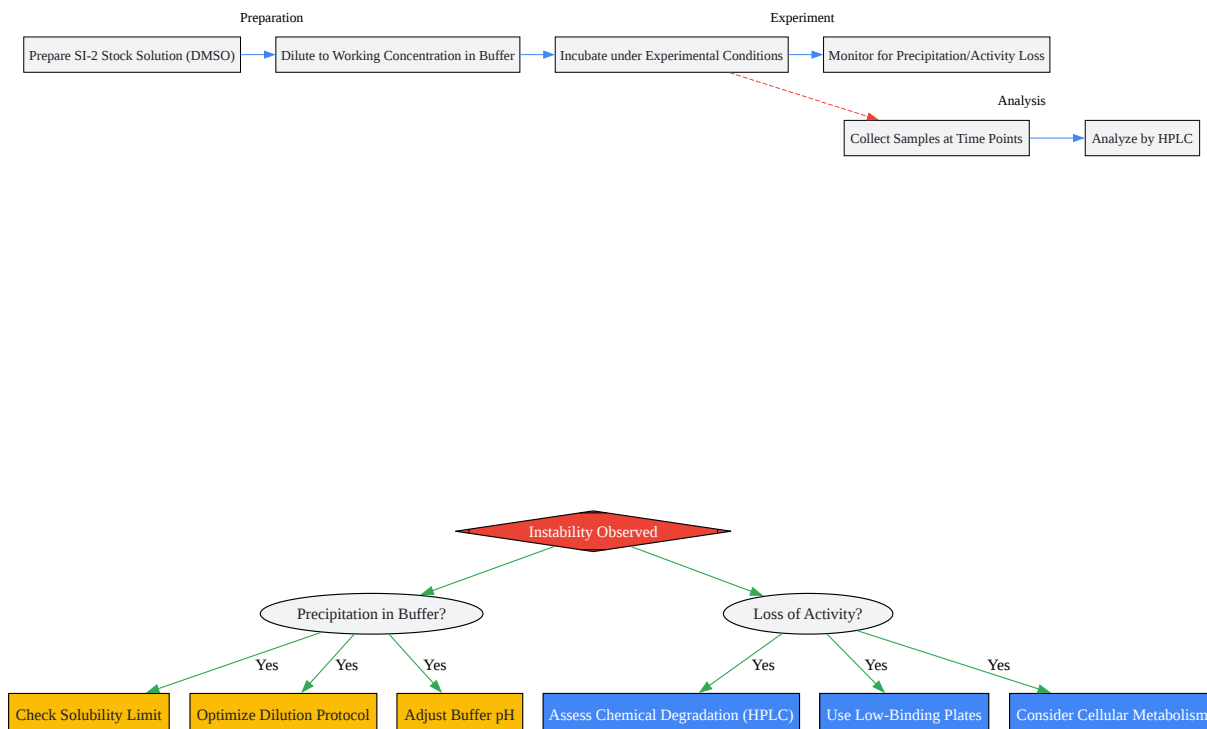 Preparation
Experiment
Prepare SI-2 Stock Solution (DMSO)
Dilute to Working Concentration in Buffer
Incubate under Experimental Conditions
Monitor for Precipitation/Activity Loss
Analysis
Collect Samples at Time Points
Analyze by HPLC
Instability Observed
Precipitation in Buffer?
Loss of Activity?
Yes
Yes
Yes
Yes
Yes
Yes
Check Solubility Limit
Optimize Dilution Protocol
Adjust Buffer pH
Assess Chemical Degradation (HPLC)
Use Low-Binding Plates
Consider Cellular Metabolism